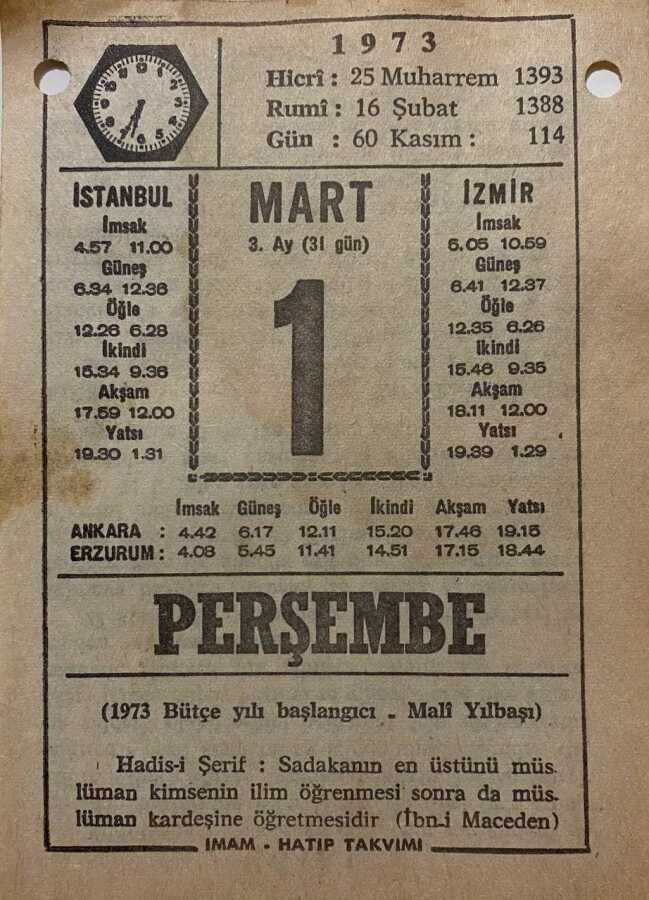 1973
Hicrî : 25 Muharrem 1393
Rumî : 16 Şubat 1388
Gün : 60 Kasım : 114
İSTANBUL
İmsak
4.57 11.00
Güneş
6.34 12.36
Öğle
12.26 6.28
İkindi
15.34 9.36
Akşam
17.59 12.00
Yatsı
19.30 1.31
MART
3. Ay (31 gün)
1
İZMİR
İmsak
5.05 10.59
Güneş
6.41 12.37
Öğle
12.35 6.26
İkindi
15.46 9.35
Akşam
18.11 12.00
Yatsı
19.39 1.29
İmsak Güneş Öğle İkindi Akşam Yatsı
ANKARA : 4.42 6.17 12.11 15.20 17.46 19.15
ERZURUM : 4.08 5.45 11.41 14.51 17.15 18.44
PERŞEMBE
(1973 Bütçe yılı başlangıcı - Malî Yılbaşı)
Hadis-i Şerif : Sadakanın en üstünü müs-
lüman kimsenin ilim öğrenmesi sonra da müs-
lüman kardeşine öğretmesidir (İbn-i Maceden)
İMAM - HATİP TAKVİMİ